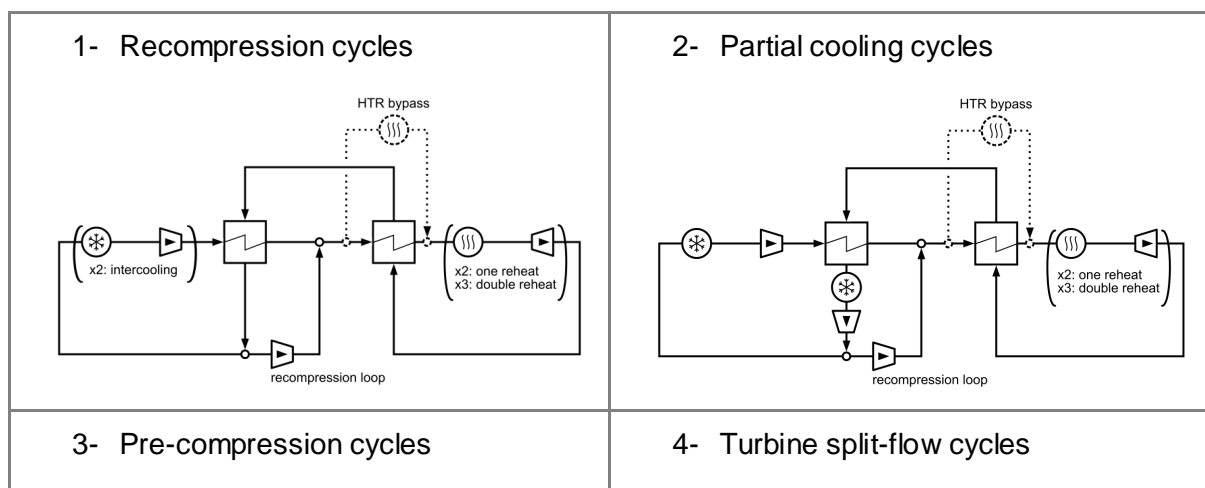 1- Recompression cycles
HTR bypass
x2: intercooling
x2: one reheat
x3: double reheat
recompression loop
2- Partial cooling cycles
HTR bypass
x2: one reheat
x3: double reheat
recompression loop
3- Pre-compression cycles
4- Turbine split-flow cycles